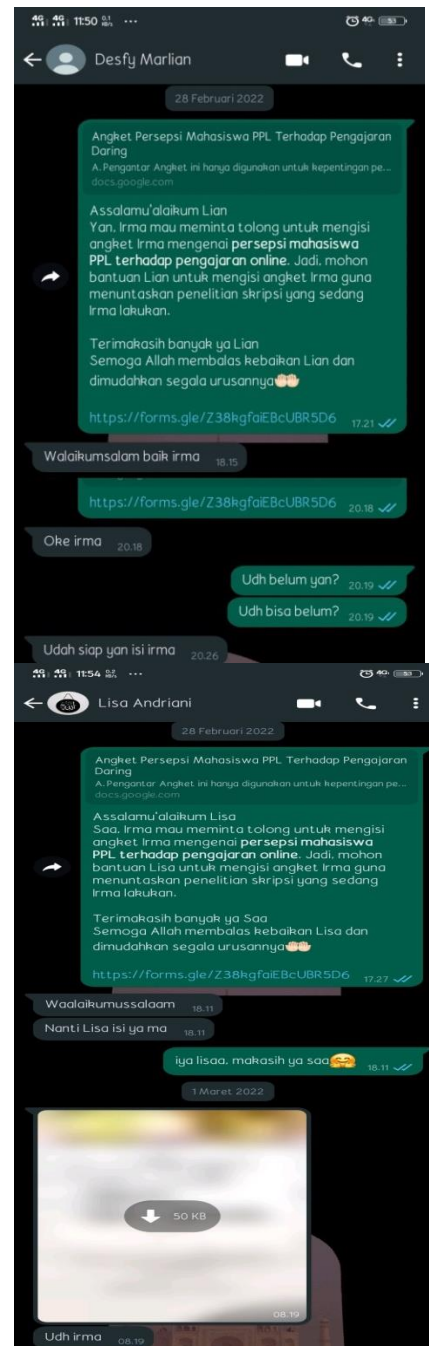 4G 4G 11:50 0.1 KB/s ... 4G 53
Desfy Marlian
28 Februari 2022
Angket Persepsi Mahasiswa PPL Terhadap Pengajaran
Daring
A. Pengantar Angket ini hanya digunakan untuk kepentingan pe...
docs.google.com
Assalamu'alaikum Lian
Yan, Irma mau meminta tolong untuk mengisi
angket Irma mengenai persepsi mahasiswa
PPL terhadap pengajaran online. Jadi, mohon
bantuan Lian untuk mengisi angket Irma guna
menuntaskan penelitian skripsi yang sedang
Irma lakukan.
Terimakasih banyak ya Lian
Semoga Allah membalas kebaikan Lian dan
dimudahkan segala urusannya🤲🏻
https://forms.gle/Z38kgfaiEBcUBR5D6 17.21
Walaikumsalam baik irma 18.15
https://forms.gle/Z38kgfaiEBcUBR5D6 20.18
Oke irma 20.18
Udh belum yan? 20.19
Udh bisa belum? 20.19
Udah siap yan isi irma 20.26
4G 4G 11:54 ... 4G 53
Lisa Andriani
28 Februari 2022
Angket Persepsi Mahasiswa PPL Terhadap Pengajaran
Daring
A. Pengantar Angket ini hanya digunakan untuk kepentingan pe...
docs.google.com
Assalamu'alaikum Lisa
Saa, Irma mau meminta tolong untuk mengisi
angket Irma mengenai persepsi mahasiswa
PPL terhadap pengajaran online. Jadi, mohon
bantuan Lisa untuk mengisi angket Irma guna
menuntaskan penelitian skripsi yang sedang
Irma lakukan.
Terimakasih banyak ya Saa
Semoga Allah membalas kebaikan Lisa dan
dimudahkan segala urusannya🤲🏻
https://forms.gle/Z38kgfaiEBcUBR5D6 17.27
Waalaikumussalaam 18.11
Nanti Lisa isi ya ma 18.11
iya lisaa, makasih ya saa🤗 18.11
1 Maret 2022
50 KB
08.19
Udh irma 08.19